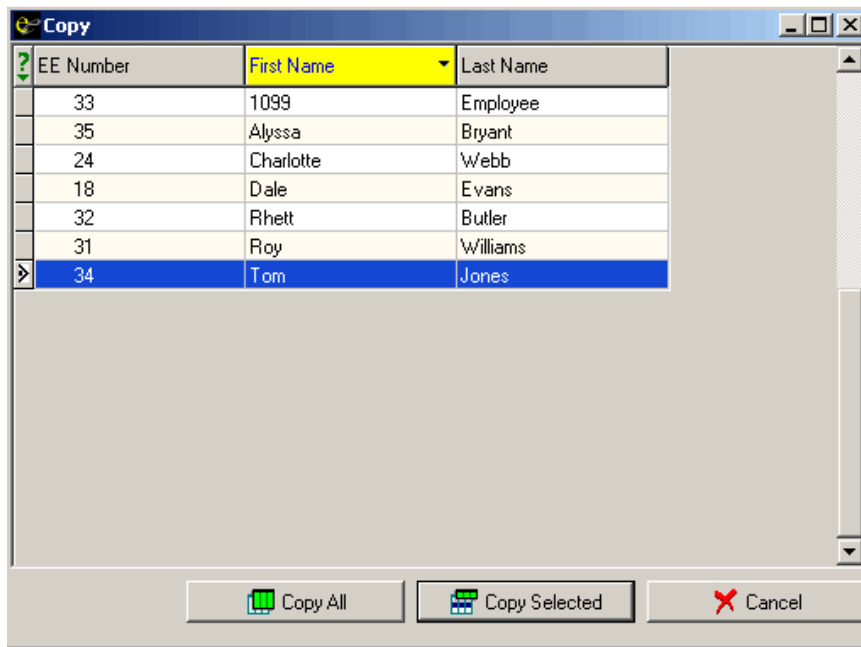 Copy
EE Number First Name Last Name
33 1099 Employee
35 Alyssa Bryant
24 Charlotte Webb
18 Dale Evans
32 Rhett Butler
31 Roy Williams
34 Tom Jones
Copy All Copy Selected Cancel